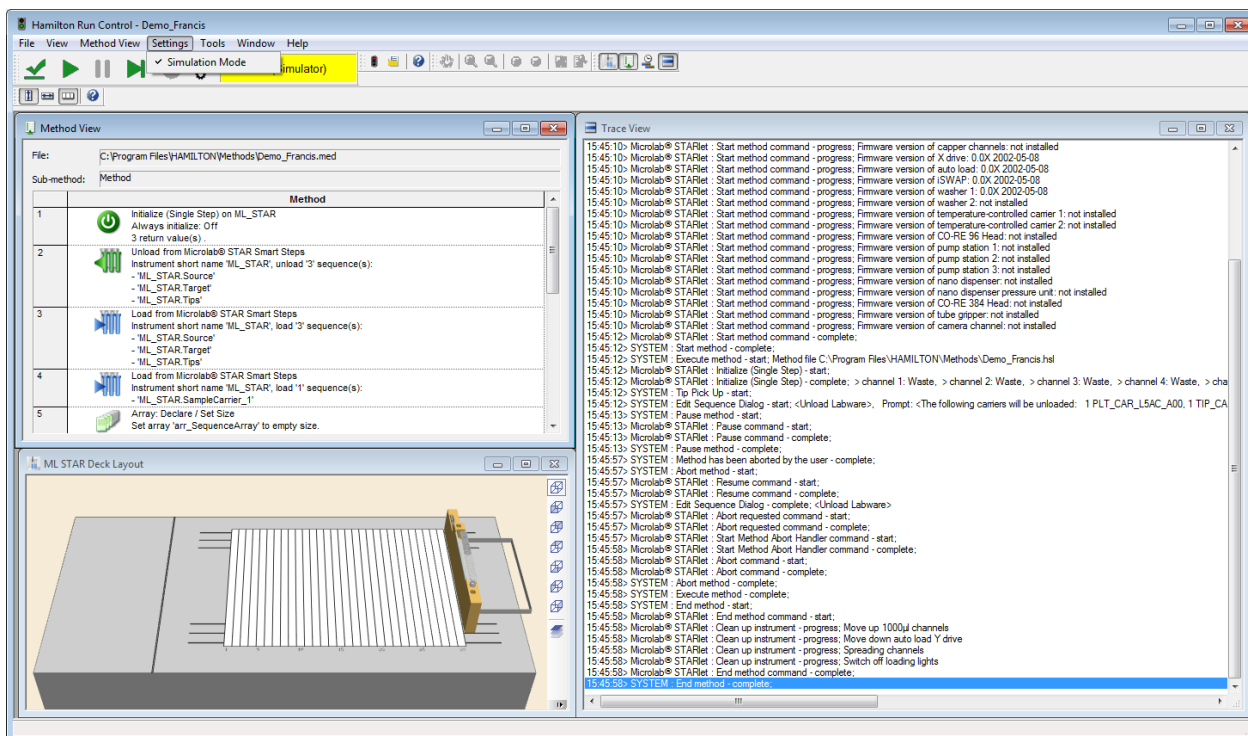 Hamilton Run Control - Demo_Francis
File View Method View Settings Tools Window Help
✓ Simulation Mode
imulator)
Method View
File: C:\Program Files\HAMILTON\Methods\Demo_Francis.med
Sub-method: Method
Method
1 Initialize (Single Step) on ML_STAR
Always initialize: Off
3 return value(s) .
2 Unload from Microlab® STAR Smart Steps
Instrument short name 'ML_STAR', unload '3' sequence(s):
- 'ML_STAR.Source'
- 'ML_STAR.Target'
- 'ML_STAR.Tips'
3 Load from Microlab® STAR Smart Steps
Instrument short name 'ML_STAR', load '3' sequence(s):
- 'ML_STAR.Source'
- 'ML_STAR.Target'
- 'ML_STAR.Tips'
4 Load from Microlab® STAR Smart Steps
Instrument short name 'ML_STAR', load '1' sequence(s):
- 'ML_STAR.SampleCarrier_1'
5 Array: Declare / Set Size
Set array 'arr_SequenceArray' to empty size.
ML STAR Deck Layout
Trace View
15:45:10> Microlab® STARlet : Start method command - progress; Firmware version of capper channels: not installed
15:45:10> Microlab® STARlet : Start method command - progress; Firmware version of X drive: 0.0X 2002-05-08
15:45:10> Microlab® STARlet : Start method command - progress; Firmware version of auto load: 0.0X 2002-05-08
15:45:10> Microlab® STARlet : Start method command - progress; Firmware version of iSWAP: 0.0X 2002-05-08
15:45:10> Microlab® STARlet : Start method command - progress; Firmware version of washer 1: 0.0X 2002-05-08
15:45:10> Microlab® STARlet : Start method command - progress; Firmware version of washer 2: not installed
15:45:10> Microlab® STARlet : Start method command - progress; Firmware version of temperature-controlled carrier 1: not installed
15:45:10> Microlab® STARlet : Start method command - progress; Firmware version of temperature-controlled carrier 2: not installed
15:45:10> Microlab® STARlet : Start method command - progress; Firmware version of CO-RE 96 Head: not installed
15:45:10> Microlab® STARlet : Start method command - progress; Firmware version of pump station 1: not installed
15:45:10> Microlab® STARlet : Start method command - progress; Firmware version of pump station 2: not installed
15:45:10> Microlab® STARlet : Start method command - progress; Firmware version of pump station 3: not installed
15:45:10> Microlab® STARlet : Start method command - progress; Firmware version of nano dispenser: not installed
15:45:10> Microlab® STARlet : Start method command - progress; Firmware version of nano dispenser pressure unit: not installed
15:45:10> Microlab® STARlet : Start method command - progress; Firmware version of CO-RE 384 Head: not installed
15:45:10> Microlab® STARlet : Start method command - progress; Firmware version of tube gripper: not installed
15:45:10> Microlab® STARlet : Start method command - progress; Firmware version of camera channel: not installed
15:45:12> Microlab® STARlet : Start method command - complete;
15:45:12> SYSTEM : Start method - complete;
15:45:12> SYSTEM : Execute method - start; Method file C:\Program Files\HAMILTON\Methods\Demo_Francis.hsl
15:45:12> Microlab® STARlet : Initialize (Single Step) - start;
15:45:12> Microlab® STARlet : Initialize (Single Step) - complete; > channel 1: Waste, > channel 2: Waste, > channel 3: Waste, > channel 4: Waste, > cha
15:45:12> SYSTEM : Tip Pick Up - start;
15:45:12> SYSTEM : Edit Sequence Dialog - start; <Unload Labware>, Prompt: <The following carriers will be unloaded: 1 PLT_CAR_L5AC_A00, 1 TIP_CA
15:45:13> SYSTEM : Pause method - start;
15:45:13> Microlab® STARlet : Pause command - start;
15:45:13> Microlab® STARlet : Pause command - complete;
15:45:13> SYSTEM : Pause method - complete;
15:45:57> SYSTEM : Method has been aborted by the user - complete;
15:45:57> SYSTEM : Abort method - start;
15:45:57> Microlab® STARlet : Resume command - start;
15:45:57> Microlab® STARlet : Resume command - complete;
15:45:57> SYSTEM : Edit Sequence Dialog - complete; <Unload Labware>
15:45:57> Microlab® STARlet : Abort requested command - start;
15:45:57> Microlab® STARlet : Abort requested command - complete;
15:45:57> Microlab® STARlet : Start Method Abort Handler command - start;
15:45:58> Microlab® STARlet : Start Method Abort Handler command - complete;
15:45:58> Microlab® STARlet : Abort command - start;
15:45:58> Microlab® STARlet : Abort command - complete;
15:45:58> SYSTEM : Abort method - complete;
15:45:58> SYSTEM : Execute method - complete;
15:45:58> SYSTEM : End method - start;
15:45:58> Microlab® STARlet : End method command - start;
15:45:58> Microlab® STARlet : Clean up instrument - progress; Move up 1000µl channels
15:45:58> Microlab® STARlet : Clean up instrument - progress; Move down auto load Y drive
15:45:58> Microlab® STARlet : Clean up instrument - progress; Spreading channels
15:45:58> Microlab® STARlet : Clean up instrument - progress; Switch off loading lights
15:45:58> Microlab® STARlet : End method command - complete;
15:45:58> SYSTEM : End method - complete;